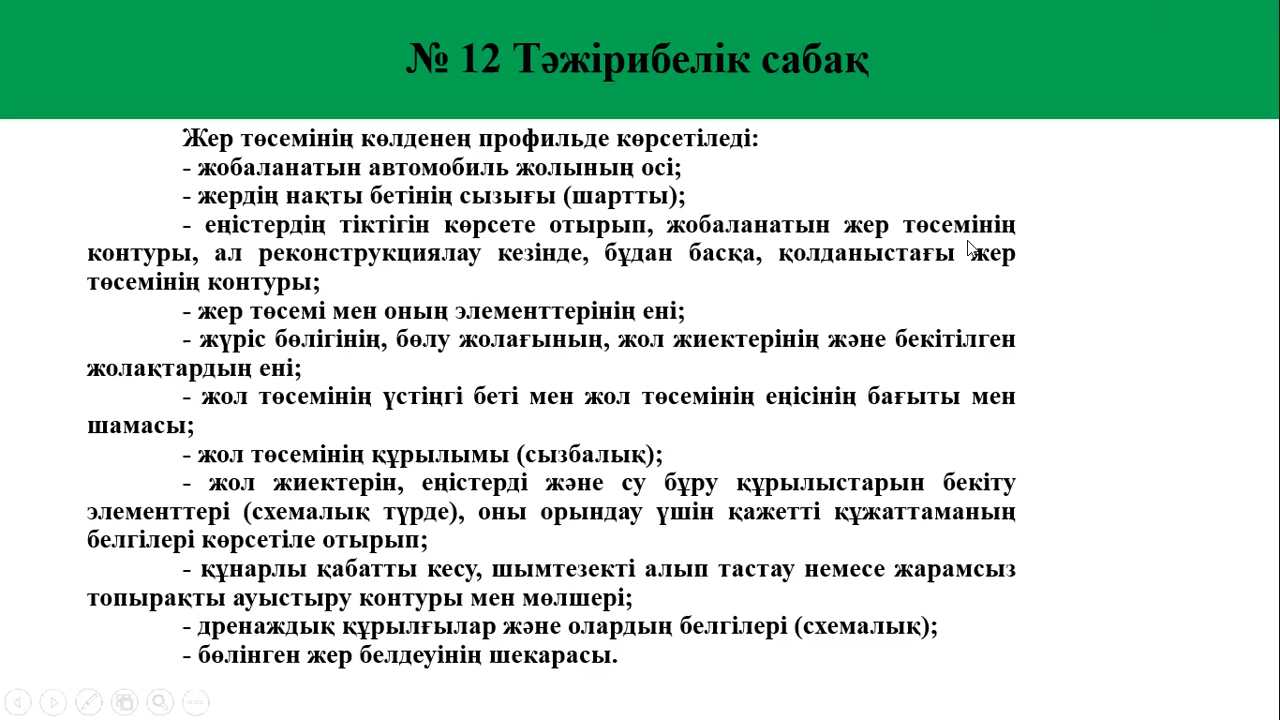 № 12 Тәжірибелік сабақ
Жер төсемінің көлденең профильде көрсетіледі:
- жобаланатын автомобиль жолының осі;
- жердің нақты бетінің сызығы (шартты);
- еңістердің тіктігін көрсете отырып, жобаланатын жер төсемінің
контуры, ал реконструкциялау кезінде, бұдан басқа, қолданыстағы жер
төсемінің контуры;
- жер төсемі мен оның элементтерінің ені;
- жүріс бөлігінің, бөлу жолағының, жол жиектерінің және бекітілген
жолақтардың ені;
- жол төсемінің үстіңгі беті мен жол төсемінің еңісінің бағыты мен
шамасы;
- жол төсемінің құрылымы (сызбалық);
- жол жиектерін, еңістерді және су бұру құрылыстарын бекіту
элементтері (схемалық түрде), оны орындау үшін қажетті құжаттаманың
белгілері көрсетіле отырып;
- құнарлы қабатты кесу, шымтезекті алып тастау немесе жарамсыз
топырақты ауыстыру контуры мен мөлшері;
- дренаждық құрылғылар және олардың белгілері (схемалық);
- бөлінген жер белдеуінің шекарасы.